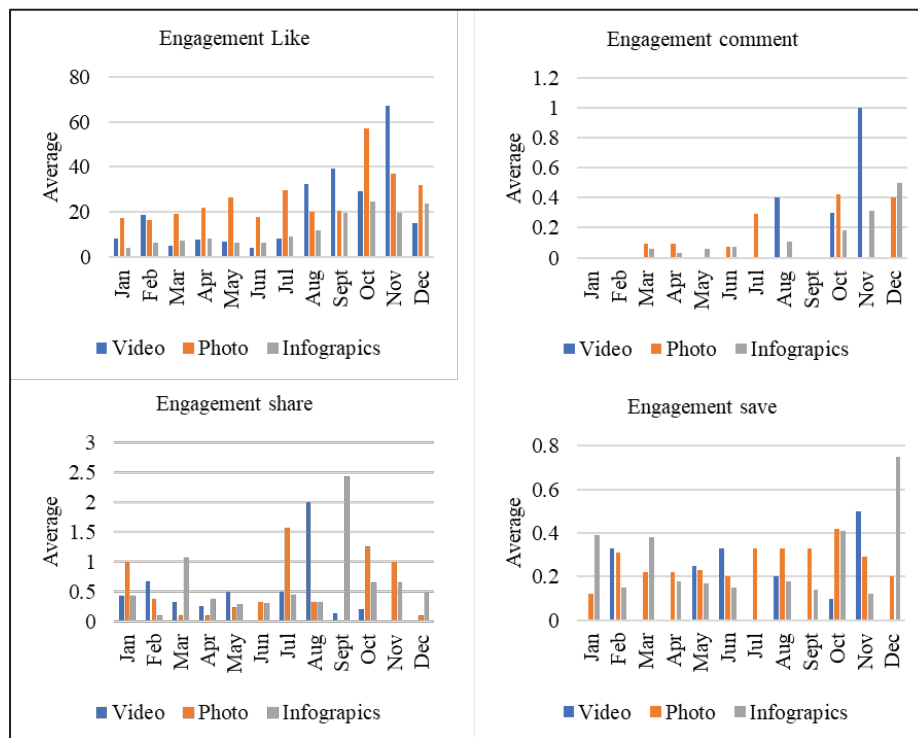 Engagement Like
80
60
40
20
0
Average
Jan Feb Mar Apr May Jun Jul Aug Sept Oct Nov Dec
Video Photo Infograpics
Engagement comment
1.2
1
0.8
0.6
0.4
0.2
0
Average
Jan Feb Mar Apr May Jun Jul Aug Sept Oct Nov Dec
Video Photo Infograpics
Engagement share
3
2.5
2
1.5
1
0.5
0
Average
Jan Feb Mar Apr May Jun Jul Aug Sept Oct Nov Dec
Video Photo Infograpics
Engagement save
0.8
0.6
0.4
0.2
0
Average
Jan Feb Mar Apr May Jun Jul Aug Sept Oct Nov Dec
Video Photo Infograpics